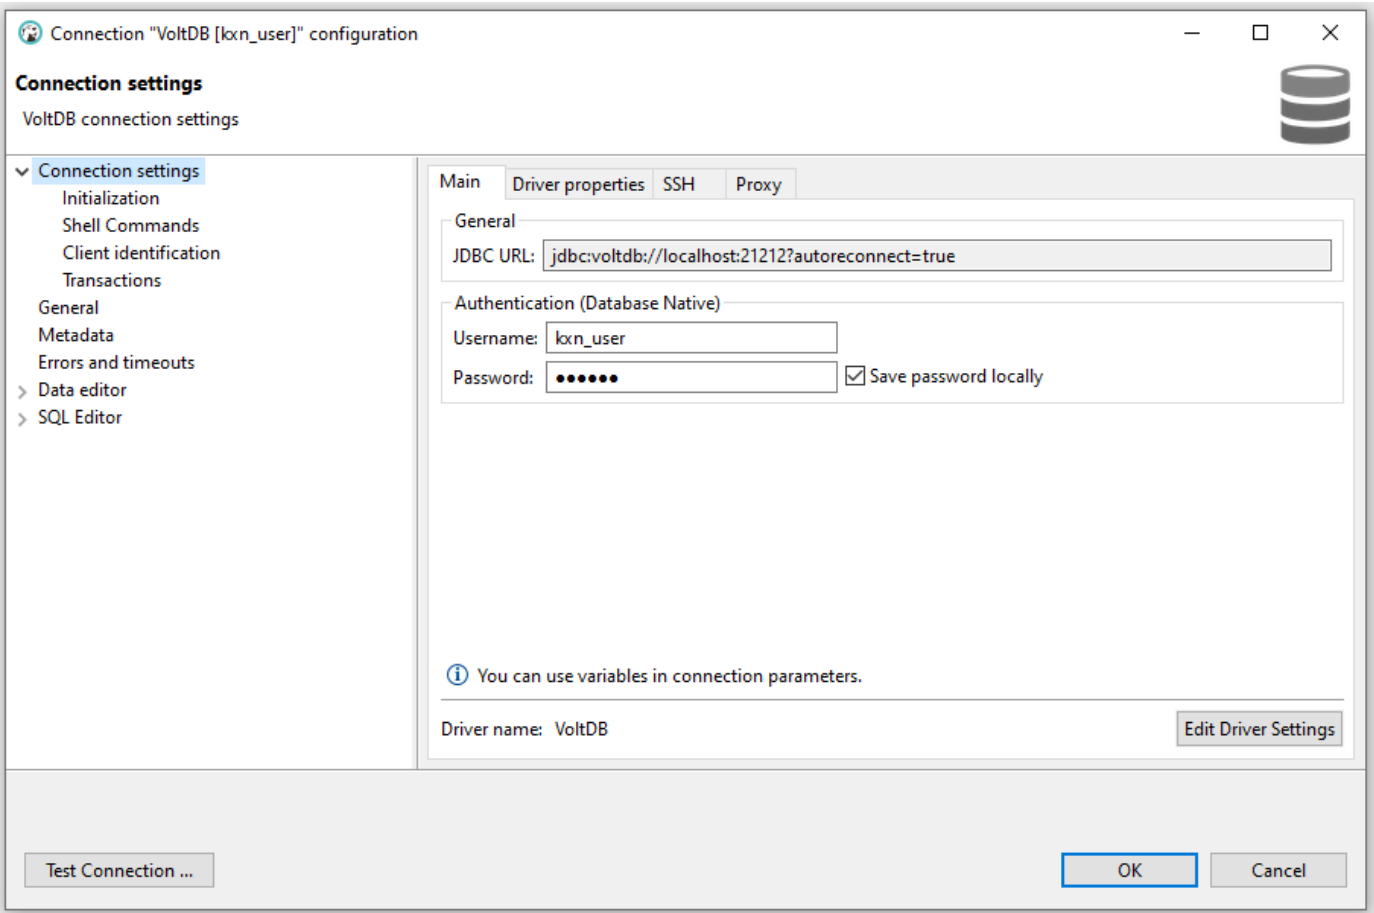 Connection "VoltDB [kxn_user]" configuration
Connection settings
VoltDB connection settings
Connection settings
Initialization
Shell Commands
Client identification
Transactions
General
Metadata
Errors and timeouts
Data editor
SQL Editor
Main Driver properties SSH Proxy
General
JDBC URL: jdbc:voltdb://localhost:21212?autoreconnect=true
Authentication (Database Native)
Username: kxn_user
Password: ●●●●●● Save password locally
You can use variables in connection parameters.
Driver name: VoltDB Edit Driver Settings
Test Connection ... OK Cancel